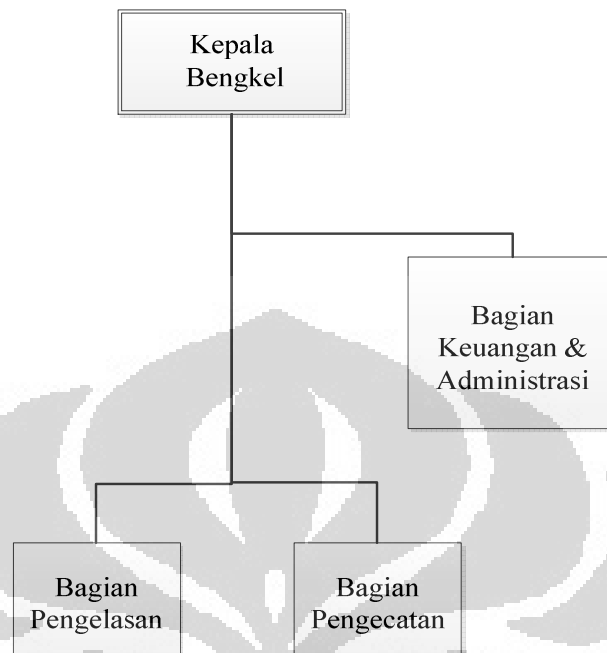 Kepala
Bengkel
Bagian
Keuangan &
Administrasi
Bagian
Pengelasan
Bagian
Pengecatan